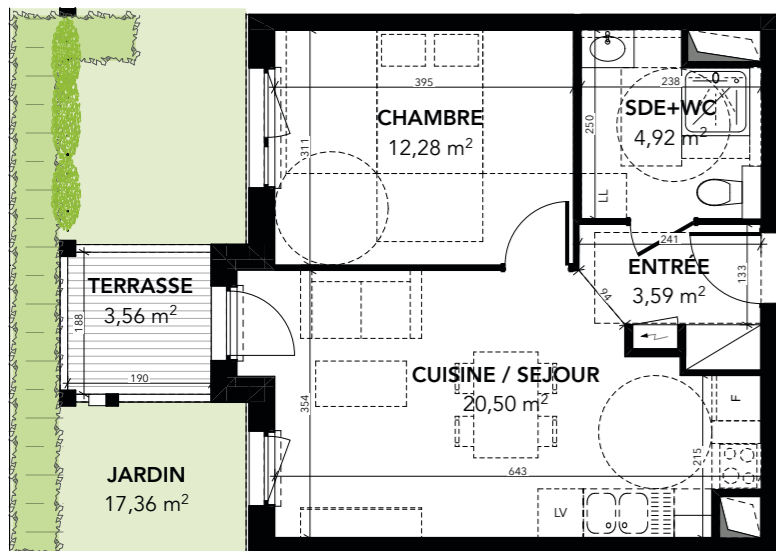 395
238
CHAMBRE
12,28 m²
SDE+WC
4,92 m²
250
311
LL
241
TERRASSE
3,56 m²
ENTRÉE
3,59 m²
133
94
188
190
CUISINE / SEJOUR
20,50 m²
354
F
215
643
JARDIN
17,36 m²
LV